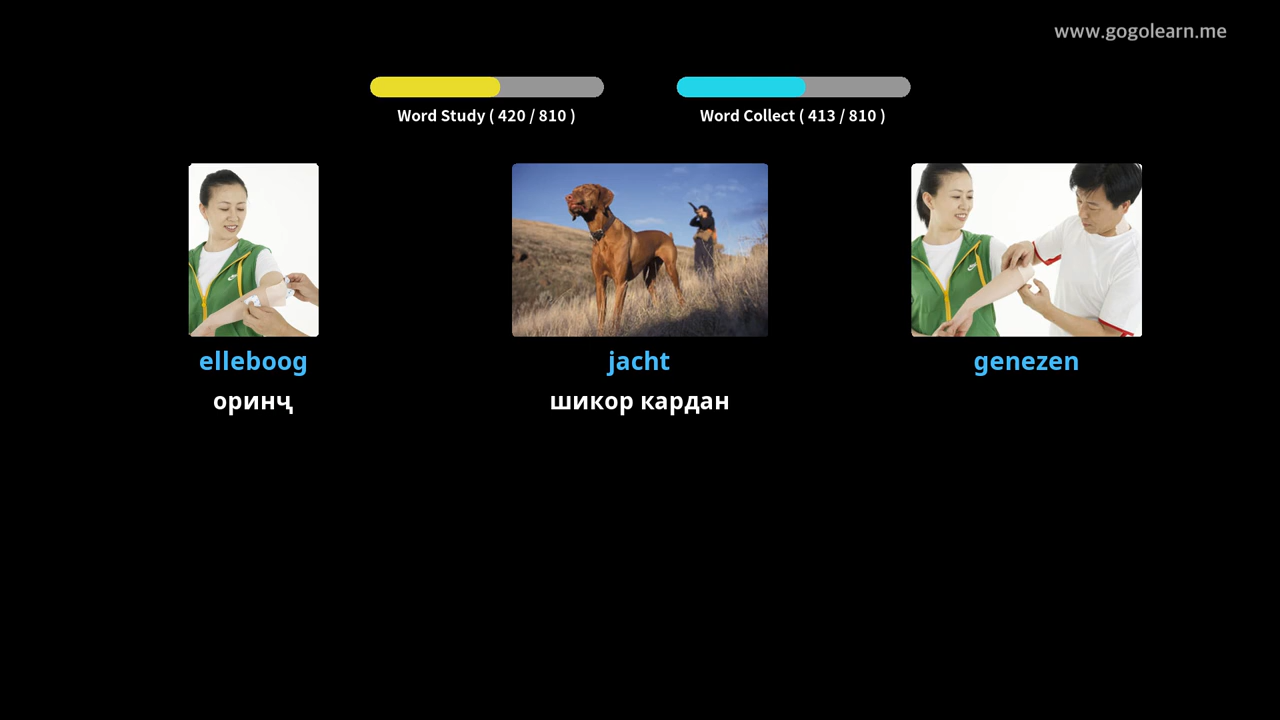 www.gogolearn.me
Word Study ( 420 / 810 )
Word Collect ( 413 / 810 )
elleboog
оринҷ
jacht
шикор кардан
genezen